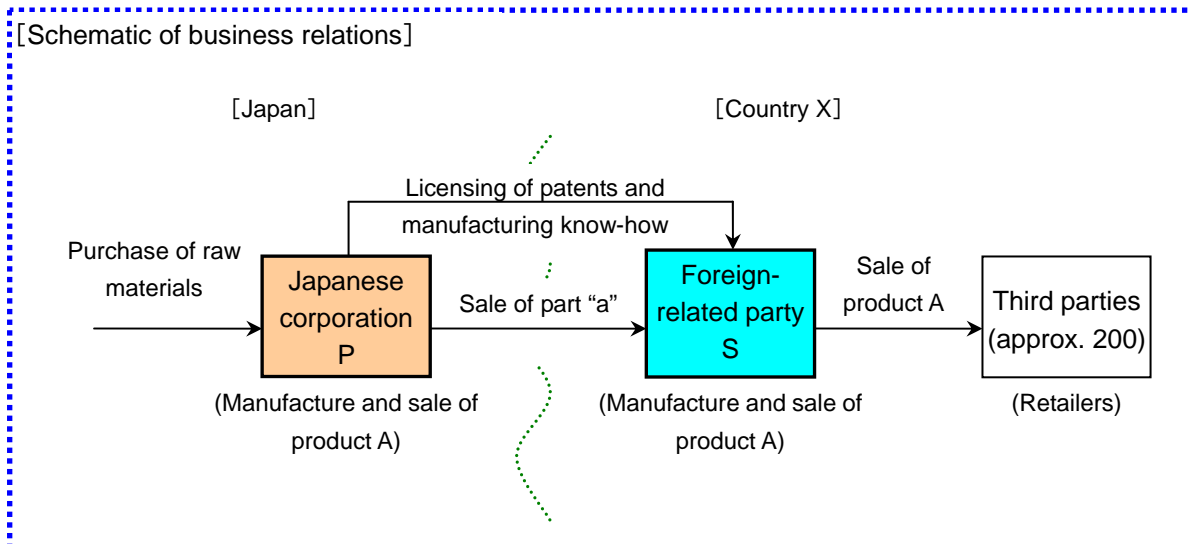 ［Schematic of business relations］
［Japan］
［Country X］
Licensing of patents and
manufacturing know-how
Purchase of raw
materials
Japanese
corporation
P
Sale of part “a”
Foreign-
related party
S
Sale of
product A
Third parties
(approx. 200)
(Manufacture and sale of
product A)
(Manufacture and sale of
product A)
(Retailers)